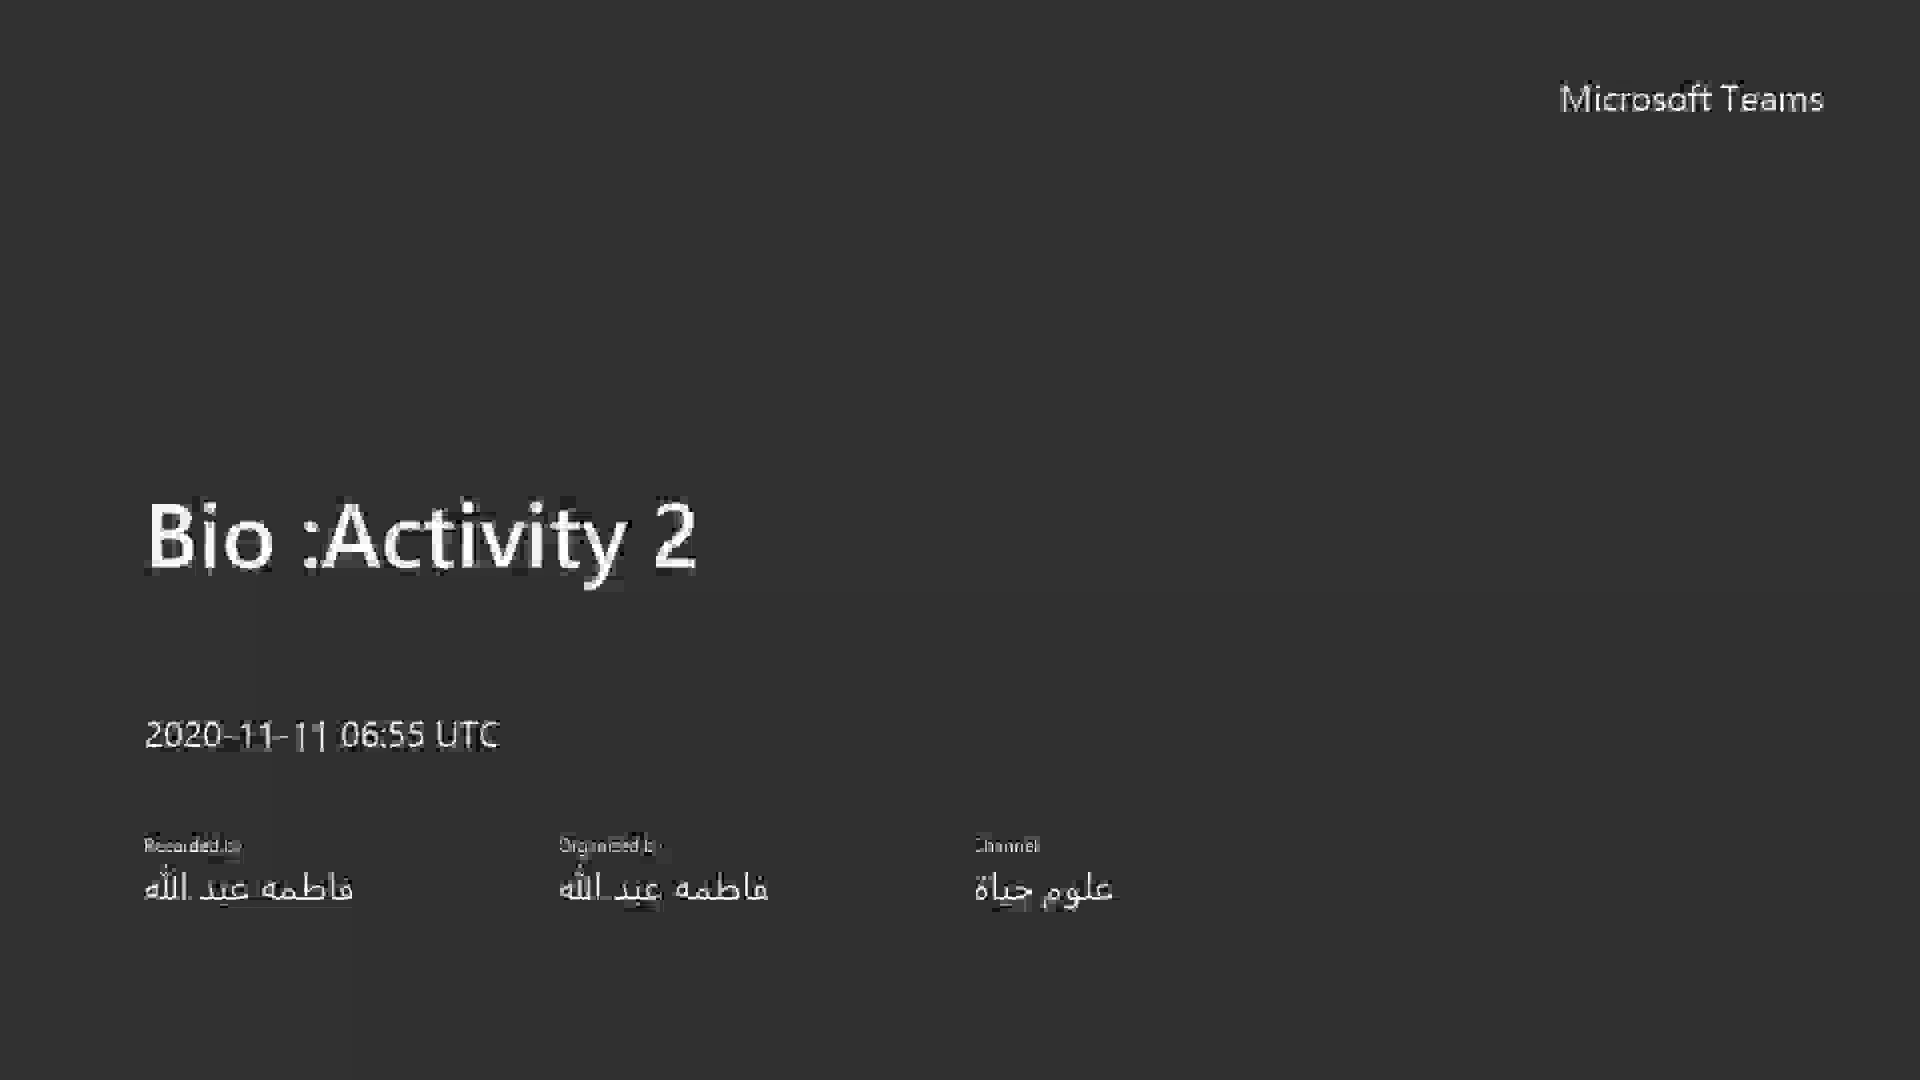 Microsoft Teams
Bio :Activity 2
2020-11-11 06:55 UTC
Recorded by
Organized by
Channel
فاطمه عبد الله
فاطمه عبد الله
علوم حياة